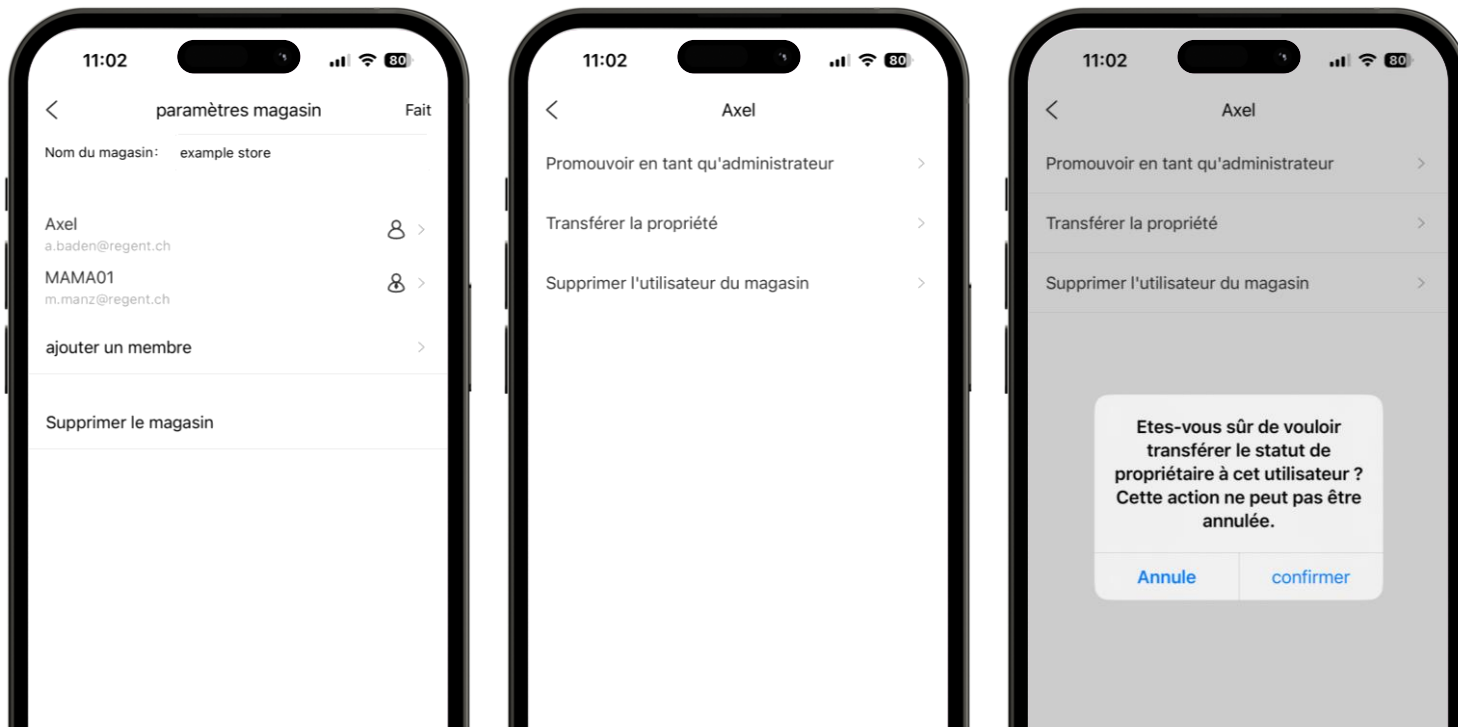 11:02
80
paramètres magasin
Fait
Nom du magasin:
example store
Axel
a.baden@regent.ch
MAMA01
m.manz@regent.ch
ajouter un membre
Supprimer le magasin
11:02
80
Axel
Promouvoir en tant qu'administrateur
Transférer la propriété
Supprimer l'utilisateur du magasin
11:02
80
Axel
Promouvoir en tant qu'administrateur
Transférer la propriété
Supprimer l'utilisateur du magasin
Etes-vous sûr de vouloir
transférer le statut de
propriétaire à cet utilisateur ?
Cette action ne peut pas être
annulée.
Annule
confirmer